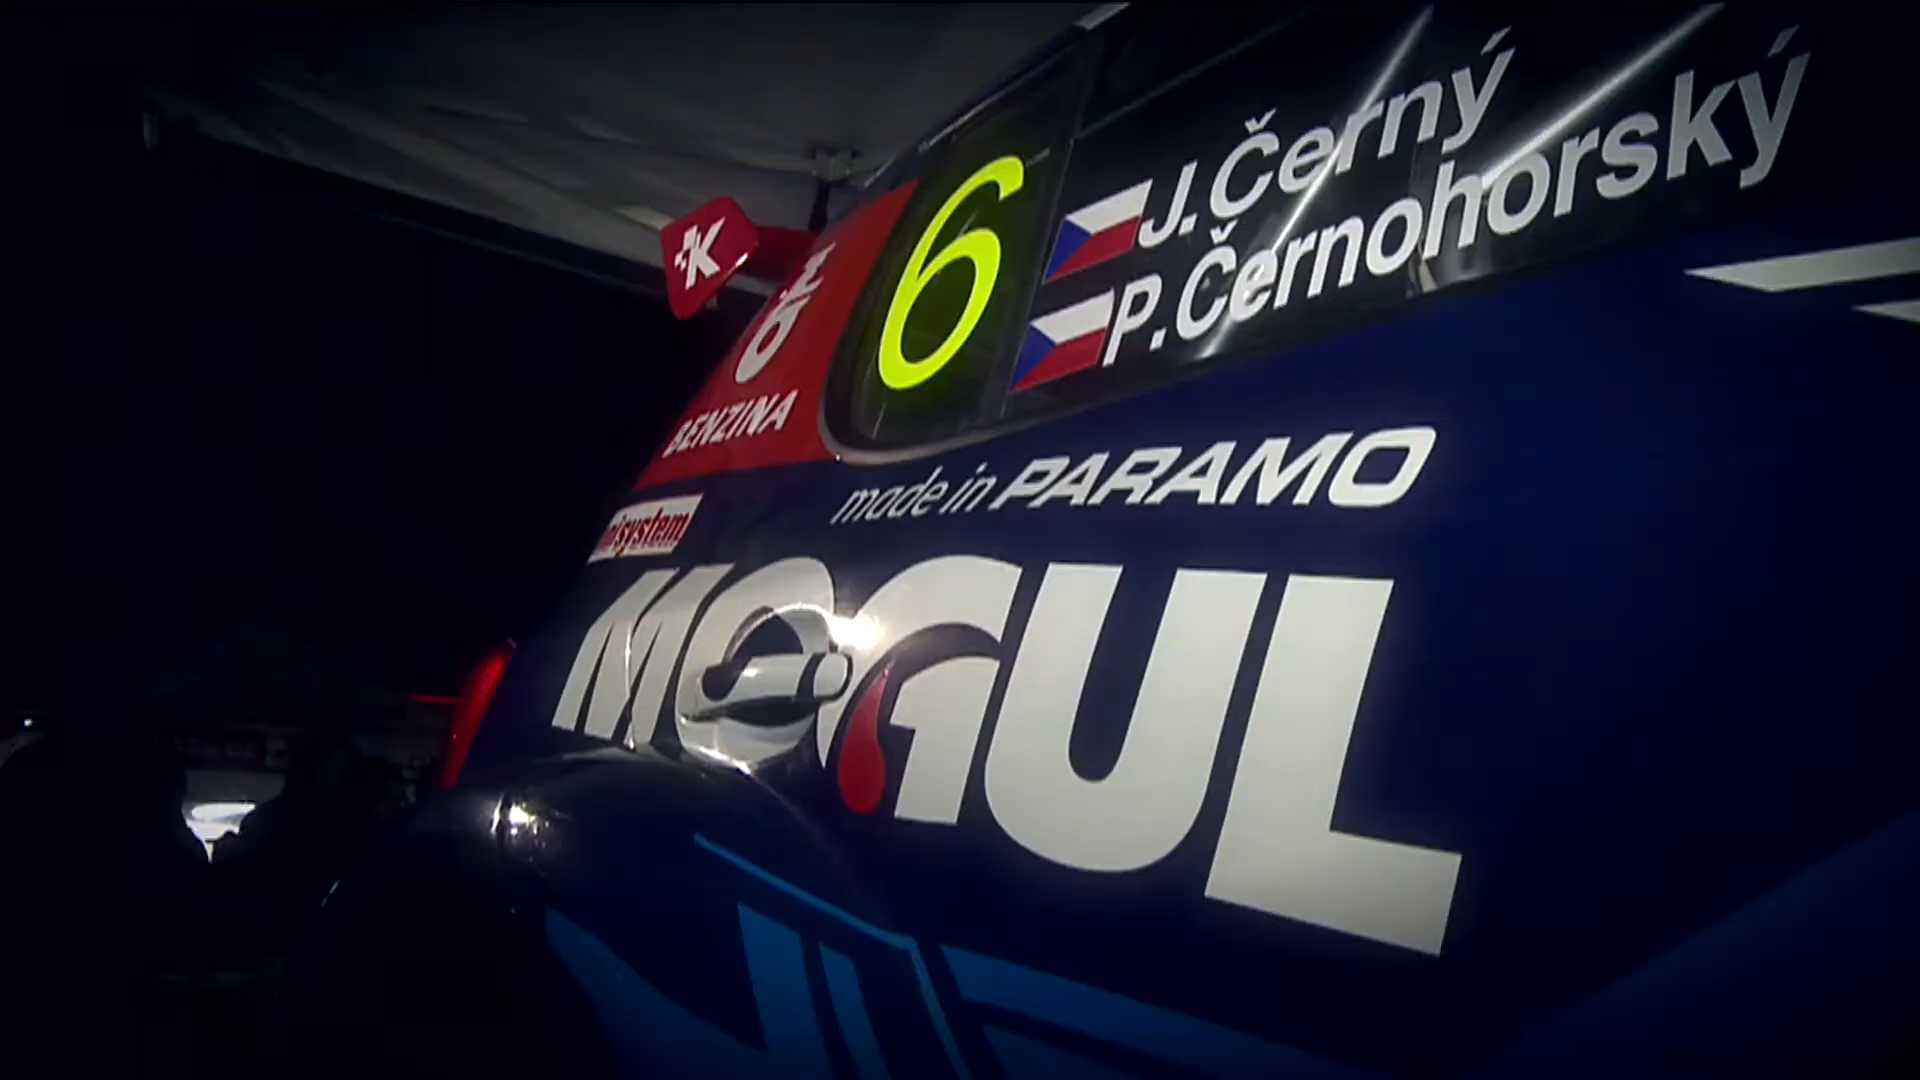 J. Černý
6
P. Černohorský
K
BENZINA
made in PARAMO
MOGUL